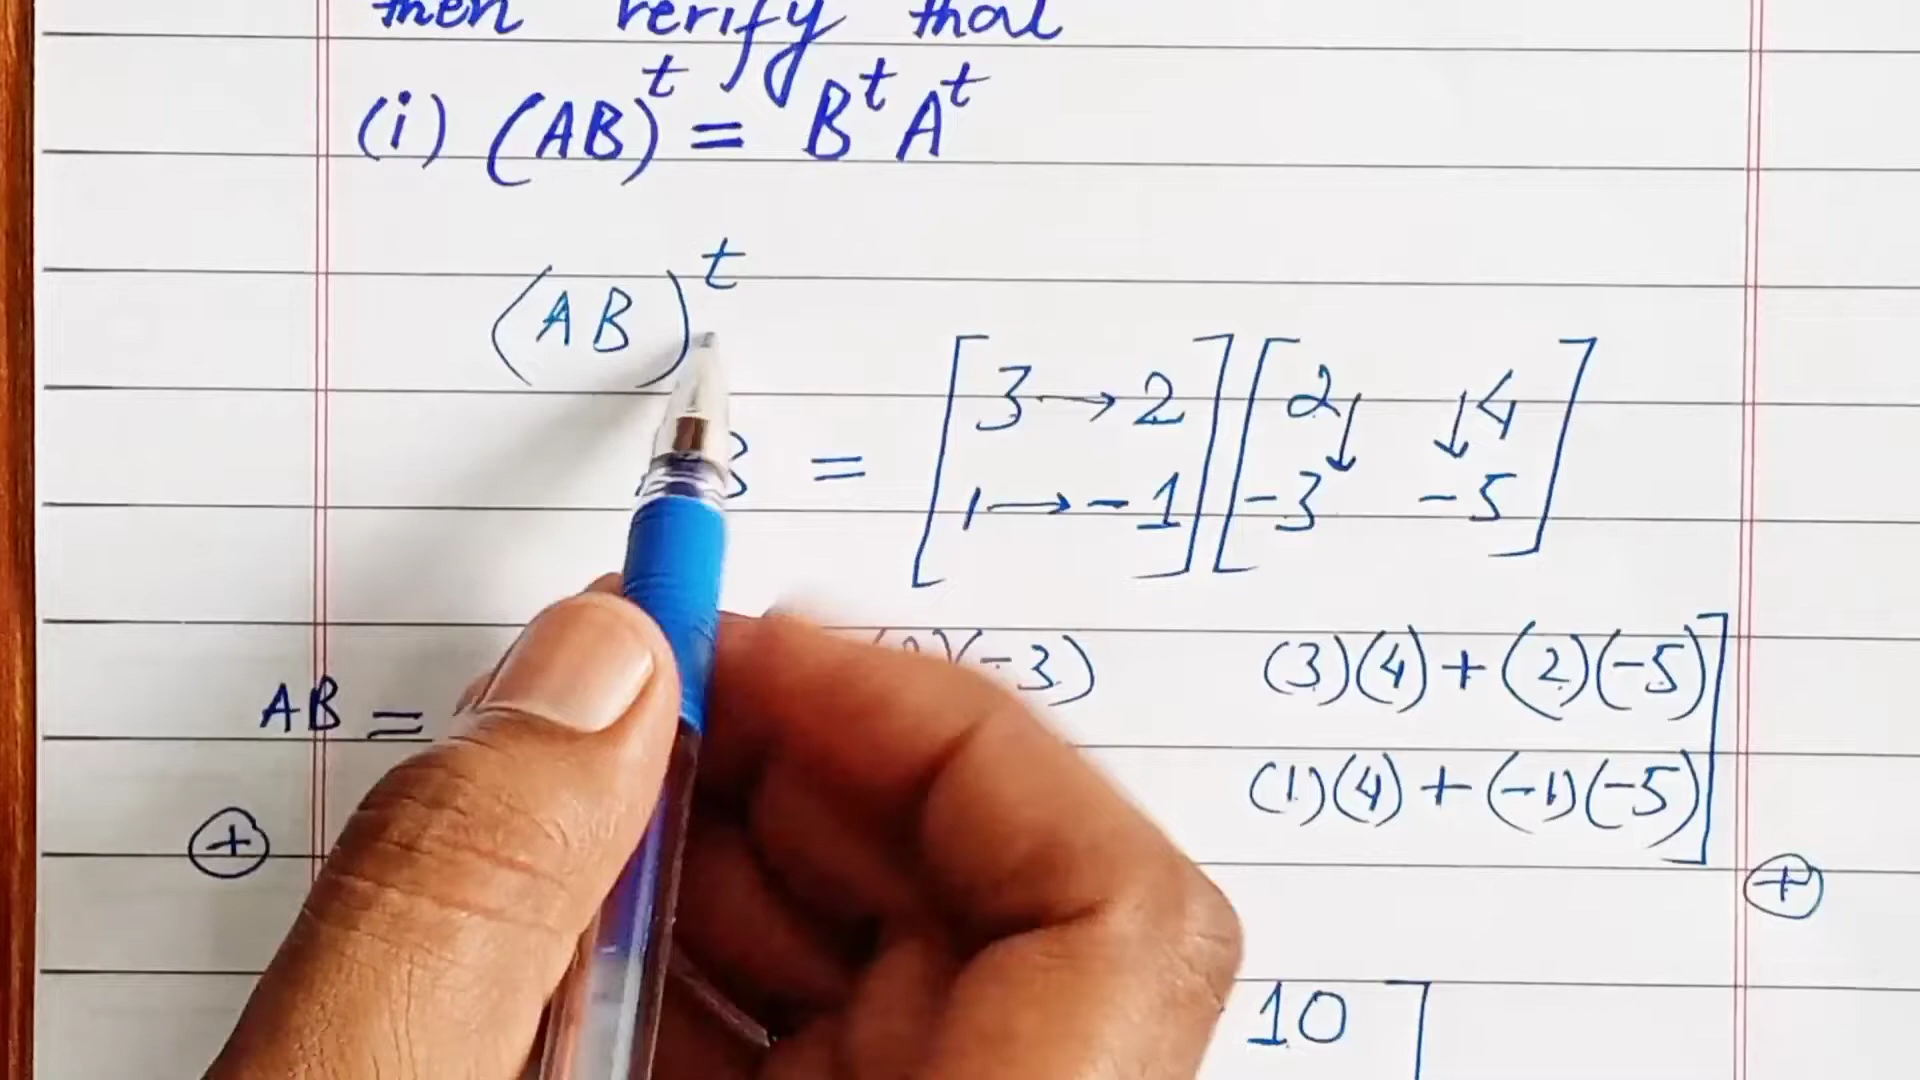 then verify that
(i) (AB)^t = B^t A^t
(AB)^t
= [3 → 2] [2↓ ↓4]
[1 → -1] [-3 -5]
AB = (-3) (3)(4) + (2)(-5)
(1)(4) + (-1)(-5)
+ +
10